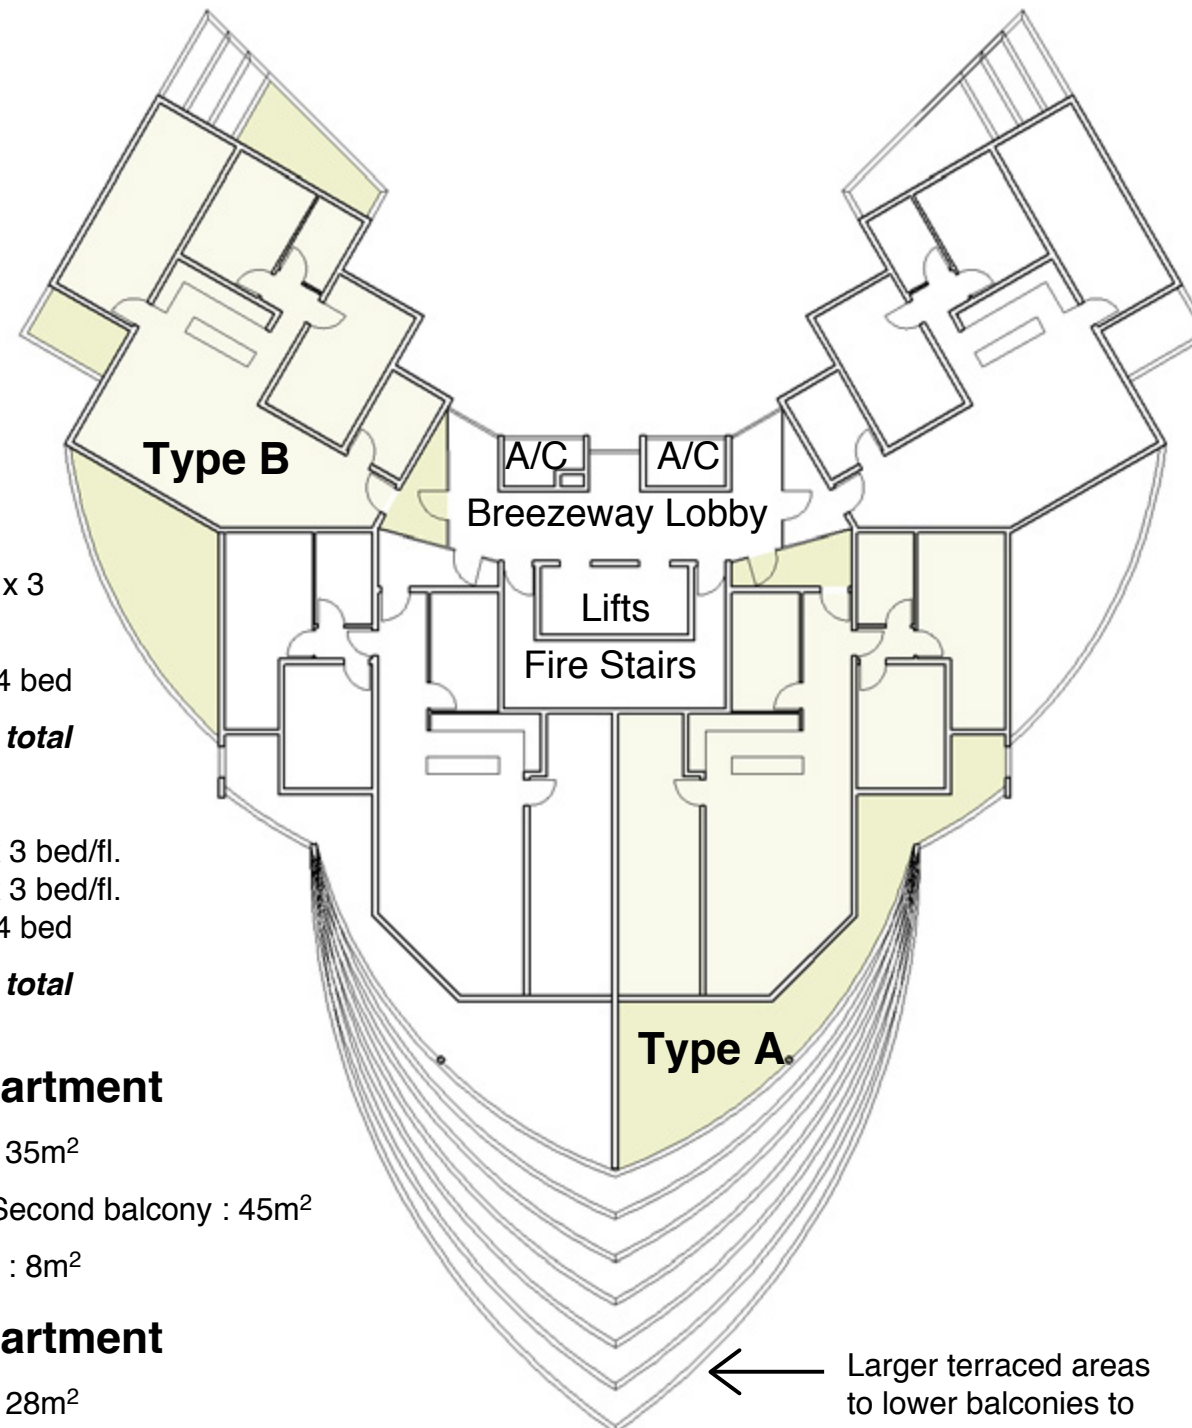 A/C
A/C
Type B
Breezeway Lobby
x 3
Lifts
Fire Stairs
4 bed
total
3 bed/fl.
3 bed/fl.
4 bed
total
Type A
artment
35m²
Second balcony : 45m²
: 8m²
artment
28m²
Larger terraced areas
to lower balconies to